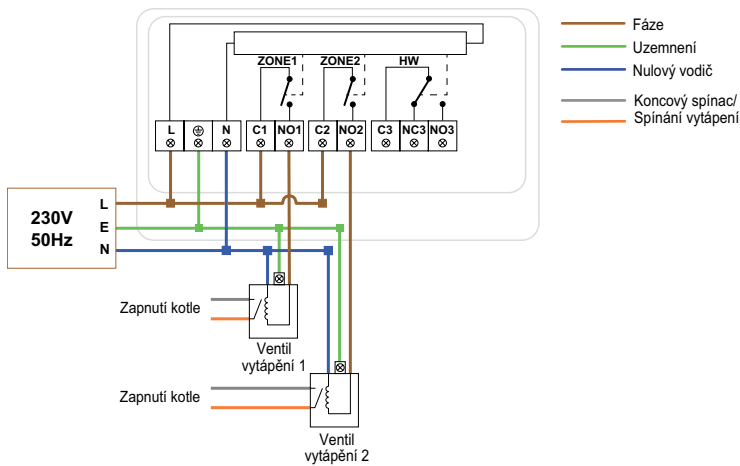 ZONE1 ZONE2 HW
L N C1 NO1 C2 NO2 C3 NC3 NO3
230V
50Hz
L
E
N
Zapnutí kotle
Ventil
vytápění 1
Zapnutí kotle
Ventil
vytápění 2
Fáze
Uzemnení
Nulový vodič
Koncový spínac/
Spínání vytápení